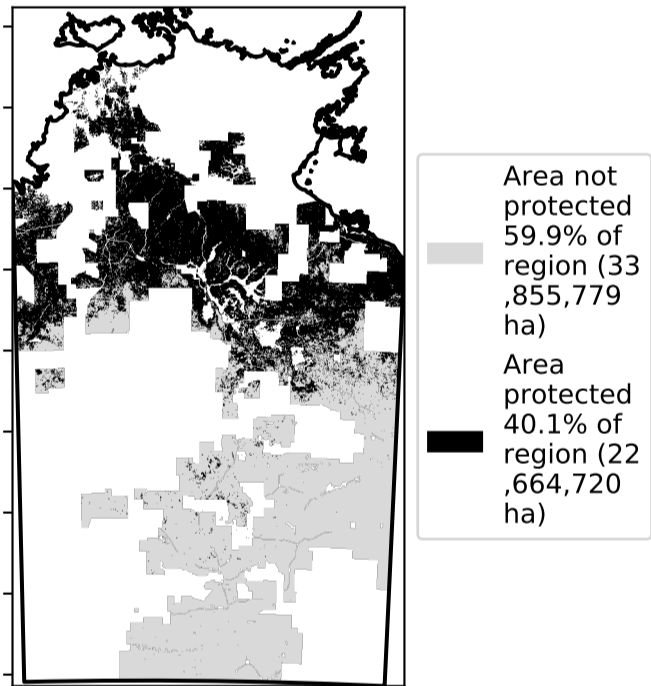 Area not
protected
59.9% of
region (33
,855,779
ha)
Area
protected
40.1% of
region (22
,664,720
ha)